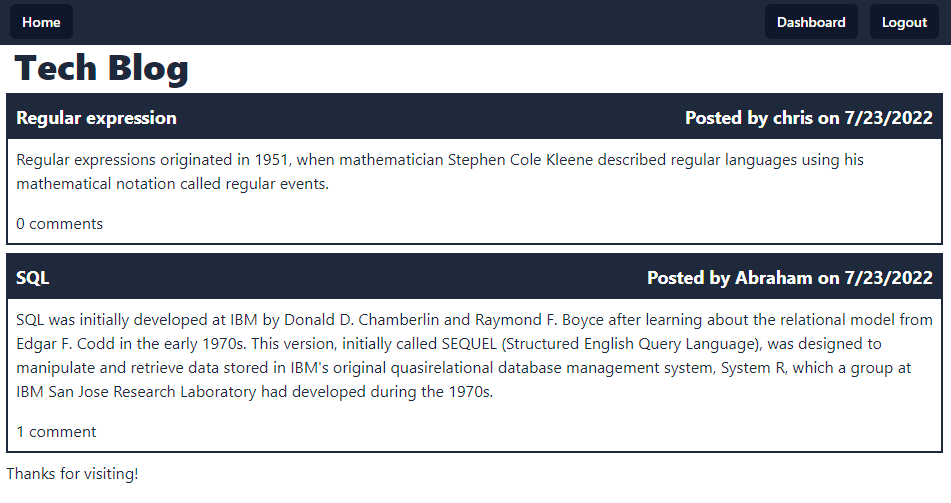 Home Dashboard Logout
Tech Blog
Regular expression Posted by chris on 7/23/2022
Regular expressions originated in 1951, when mathematician Stephen Cole Kleene described regular languages using his
mathematical notation called regular events.
0 comments
SQL Posted by Abraham on 7/23/2022
SQL was initially developed at IBM by Donald D. Chamberlin and Raymond F. Boyce after learning about the relational model from
Edgar F. Codd in the early 1970s. This version, initially called SEQUEL (Structured English Query Language), was designed to
manipulate and retrieve data stored in IBM's original quasirelational database management system, System R, which a group at
IBM San Jose Research Laboratory had developed during the 1970s.
1 comment
Thanks for visiting!